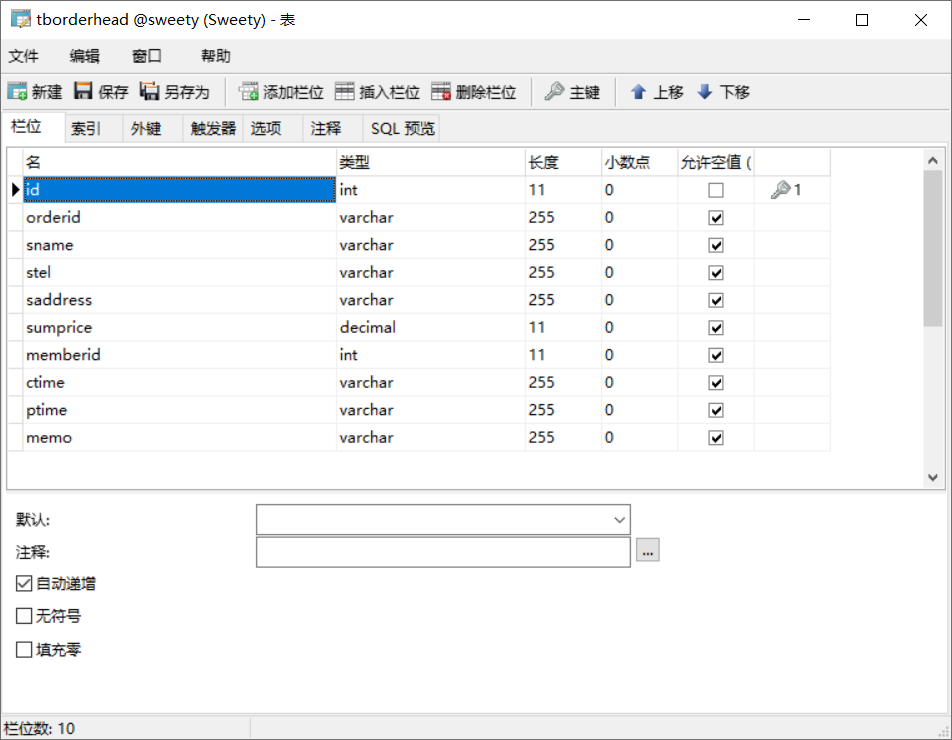 tborderhead @sweety (Sweety) - 表
文件 编辑 窗口 帮助
新建 保存 另存为 添加栏位 插入栏位 删除栏位 主键 上移 下移
栏位 索引 外键 触发器 选项 注释 SQL 预览
名 类型 长度 小数点 允许空值 (
id int 11 0 1
orderid varchar 255 0
sname varchar 255 0
stel varchar 255 0
saddress varchar 255 0
sumprice decimal 11 0
memberid int 11 0
ctime varchar 255 0
ptime varchar 255 0
memo varchar 255 0
默认:
注释:
...
自动递增
无符号
填充零
栏位数: 10